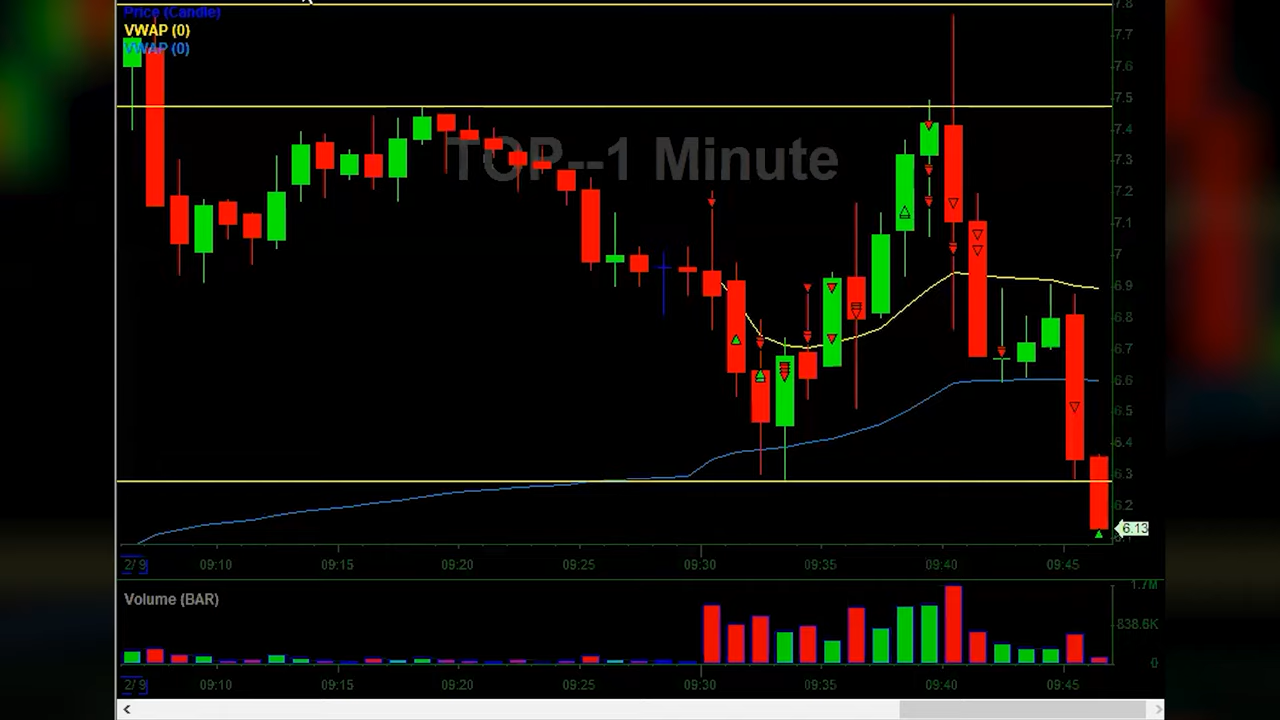 7.8
Price (Candle)
VWAP (0)
VWAP (0)
7.7
7.6
7.5
7.4
TOP--1 Minute
7.3
7.2
7.1
7
6.9
6.8
6.7
6.6
6.5
6.4
6.3
6.2
6.13
2/9 09:10 09:15 09:20 09:25 09:30 09:35 09:40 09:45
Volume (BAR)
1.7M
838.6K
0
2/9 09:10 09:15 09:20 09:25 09:30 09:35 09:40 09:45